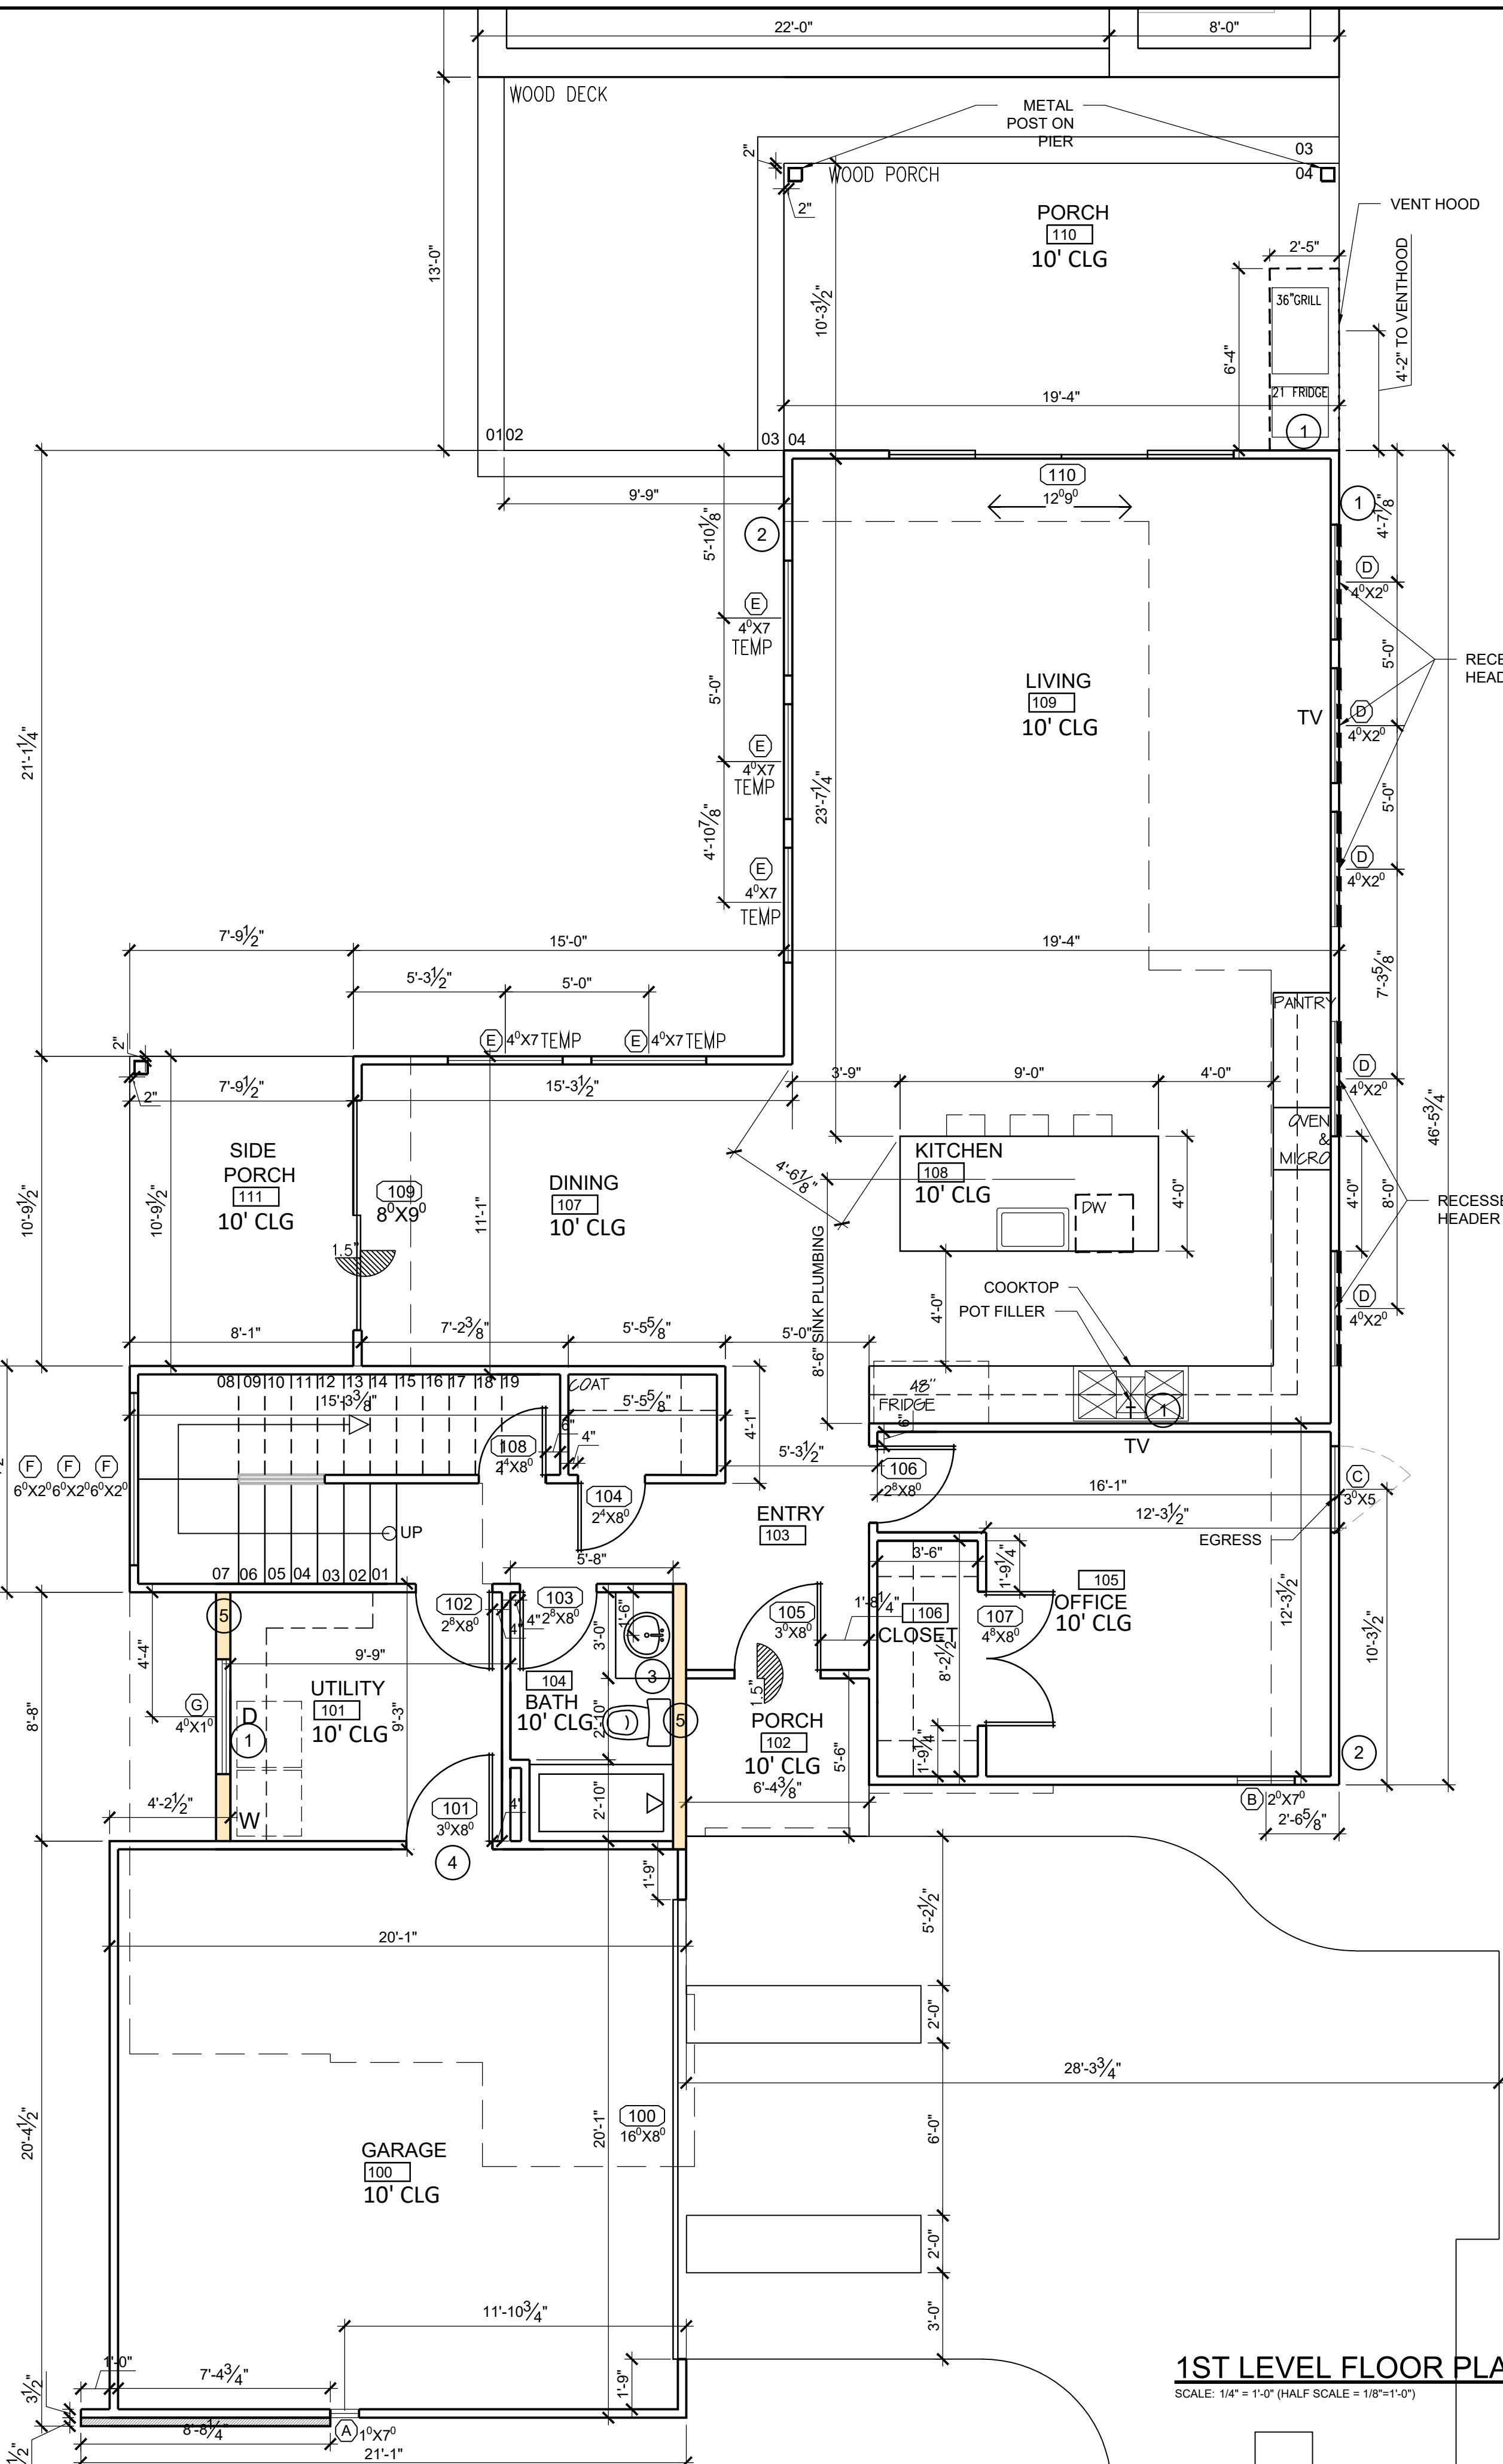 22'-0"
8'-0"
WOOD DECK
METAL
POST ON
PIER
2"
03
04
WOOD PORCH
2"
VENT HOOD
PORCH
110
10' CLG
13'-0"
2'-5"
4'-2" TO VENTHOOD
10'-3½"
36"GRILL
6'-4"
21 FRIDGE
19'-4"
1
01 02
03 04
110
12⁰9⁰
9'-9"
1
4'-7⅛"
2
5'-10⅛"
D
4⁰X2⁰
E
4⁰X7
TEMP
5'-0"
5'-0"
LIVING
109
10' CLG
TV
D
4⁰X2⁰
21'-1¼"
E
4⁰X7
TEMP
23'-7¼"
5'-0"
4'-10⅞"
D
4⁰X2⁰
E
4⁰X7
TEMP
7'-9½"
15'-0"
19'-4"
7'-3⅝"
5'-3½"
5'-0"
PANTRY
E 4⁰X7 TEMP
E 4⁰X7 TEMP
2"
D
4⁰X2⁰
3'-9"
9'-0"
4'-0"
7'-9½"
15'-3½"
2"
46'-5¾"
OVEN
&
MICRO
SIDE
PORCH
111
10' CLG
KITCHEN
108
10' CLG
4'-6⅛"
DINING
107
10' CLG
109
8⁰X9⁰
10'-9½"
10'-9½"
11'-1"
DW
4'-0"
4'-0"
8'-0"
HEADER
1.5"
8'-6" SINK PLUMBING
COOKTOP
POT FILLER
4'-0"
D
4⁰X2⁰
8'-1"
7'-2⅜"
5'-5⅝"
5'-0"
08 09 10 11 12 13 14 15 16 17 18 19
15'-3⅜"
COAT
5'-5⅝"
48"
FRIDGE
1
6"
4'-1"
6"
4"
5'-3½"
TV
108
2⁴X8⁰
F F F
6⁰X2⁰ 6⁰X2⁰ 6⁰X2⁰
106
2⁸X8⁰
16'-1"
C
3⁰X5
104
2⁴X8⁰
ENTRY
103
12'-3½"
EGRESS
UP
5'-8"
3'-6"
1'-9¼"
07 06 05 04 03 02 01
105
OFFICE
10' CLG
12'-3½"
10'-3½"
5
102
2⁸X8⁰
103
2⁸X8⁰
4"
4"
1'-6"
3'-0"
105
3⁰X8⁰
1'-8¼"
106
CLOSET
107
4⁸X8⁰
8'-2½"
4'-4"
9'-9"
104
BATH
10' CLG
3
2'-10"
5
1.5"
UTILITY
101
10' CLG
9'-3"
G
4⁰X1⁰
D
1
8'-8"
PORCH
102
10' CLG
6'-4⅜"
5'-6"
1'-9¼"
2
4'-2½"
W
101
3⁰X8⁰
4"
2'-10"
B 2⁰X7⁰
2'-6⅝"
4
1'-9"
5'-2½"
20'-1"
2'-0"
28'-3¾"
20'-4½"
20'-1"
100
16⁰X8⁰
6'-0"
GARAGE
100
10' CLG
2'-0"
3'-0"
11'-10¾"
1'-0"
7'-4¾"
1'-9"
3½"
8'-8¼"
A 1⁰X7⁰
21'-1"
1ST LEVEL FLOOR
SCALE: 1/4" = 1'-0" (HALF SCALE = 1/8"=1'-0")